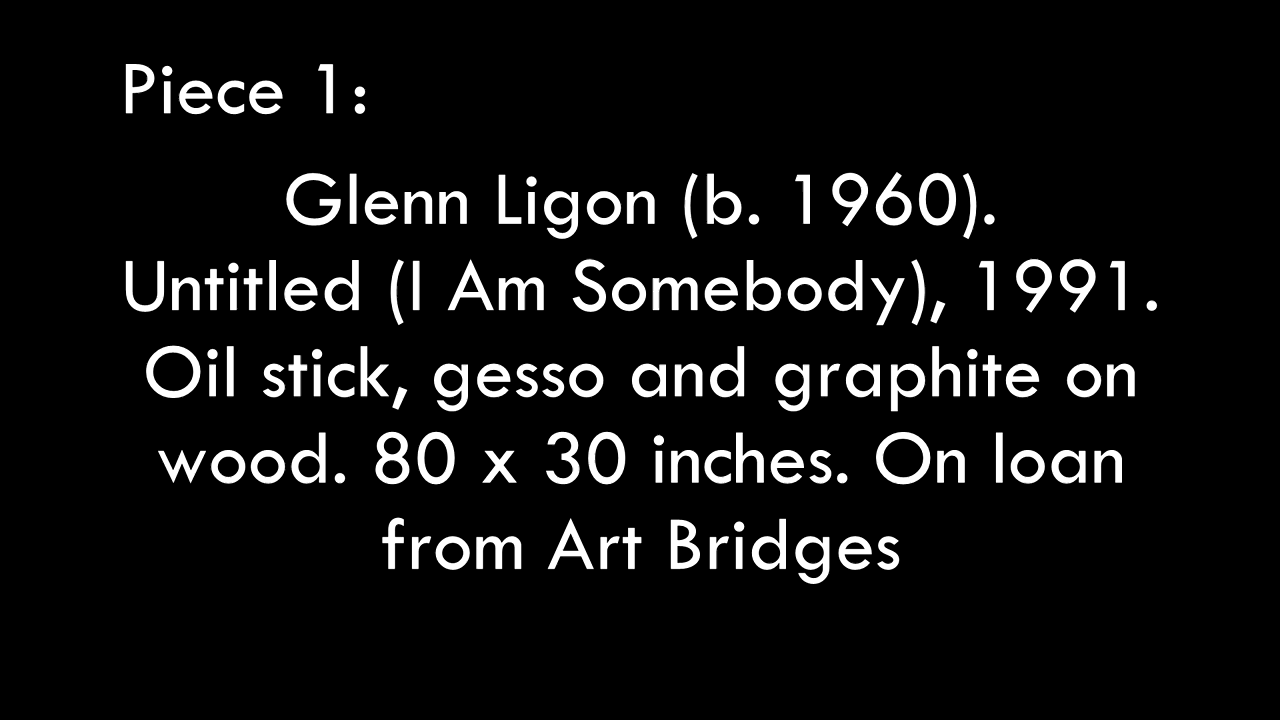 Piece 1:
Glenn Ligon (b. 1960).
Untitled (I Am Somebody), 1991.
Oil stick, gesso and graphite on
wood. 80 x 30 inches. On loan
from Art Bridges